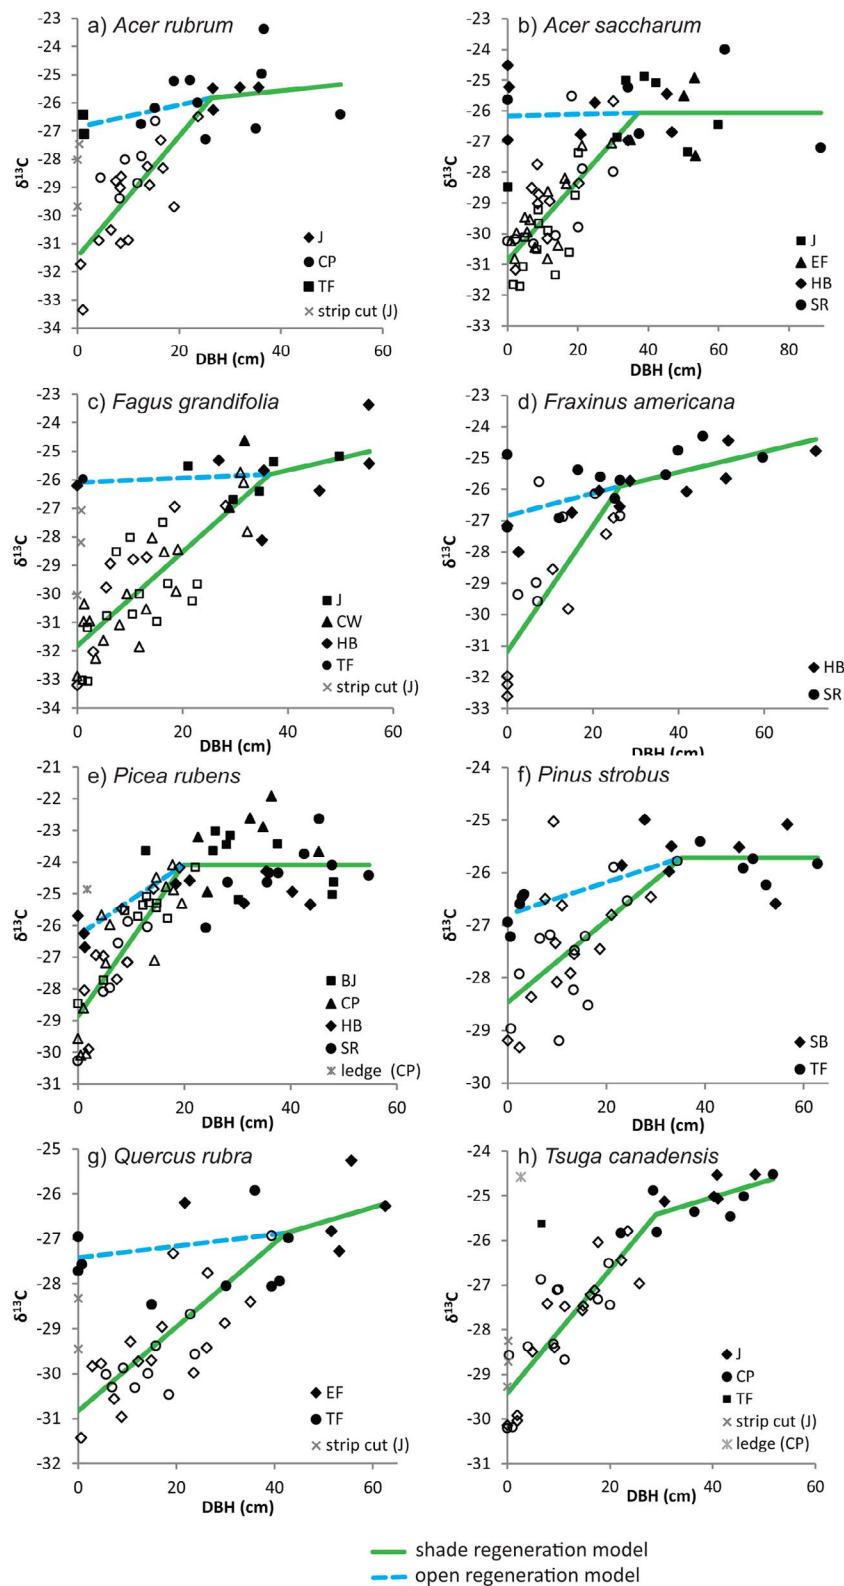 a) Acer rubrum
-23
-24
-25
-26
-27
-28
-29
-30
-31
-32
-33
-34
δ¹³C
J
CP
TF
strip cut (J)
0 20 40 60
DBH (cm)
b) Acer saccharum
-23
-24
-25
-26
-27
-28
-29
-30
-31
-32
-33
δ¹³C
J
EF
HB
SR
0 20 40 60 80
DBH (cm)
c) Fagus grandifolia
-23
-24
-25
-26
-27
-28
-29
-30
-31
-32
-33
-34
δ¹³C
J
CW
HB
TF
strip cut (J)
0 20 40 60
DBH (cm)
d) Fraxinus americana
-23
-24
-25
-26
-27
-28
-29
-30
-31
-32
-33
δ¹³C
HB
SR
0 20 40 60
DBH (cm)
e) Picea rubens
-21
-22
-23
-24
-25
-26
-27
-28
-29
-30
-31
δ¹³C
BJ
CP
HB
SR
ledge (CP)
0 20 40 60
DBH (cm)
f) Pinus strobus
-24
-25
-26
-27
-28
-29
-30
δ¹³C
SB
TF
0 20 40 60
DBH (cm)
g) Quercus rubra
-25
-26
-27
-28
-29
-30
-31
-32
δ¹³C
EF
TF
strip cut (J)
0 20 40 60
DBH (cm)
h) Tsuga canadensis
-24
-25
-26
-27
-28
-29
-30
-31
δ¹³C
J
CP
TF
strip cut (J)
ledge (CP)
0 20 40 60
DBH (cm)
shade regeneration model
open regeneration model